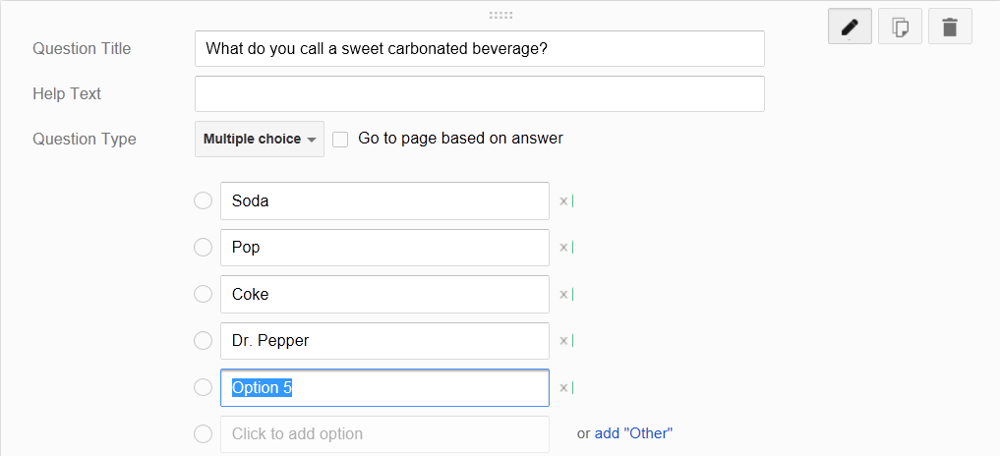 Question Title What do you call a sweet carbonated beverage?
Help Text
Question Type Multiple choice Go to page based on answer
Soda x
Pop x
Coke x
Dr. Pepper x
Option 5 x
Click to add option or add "Other"